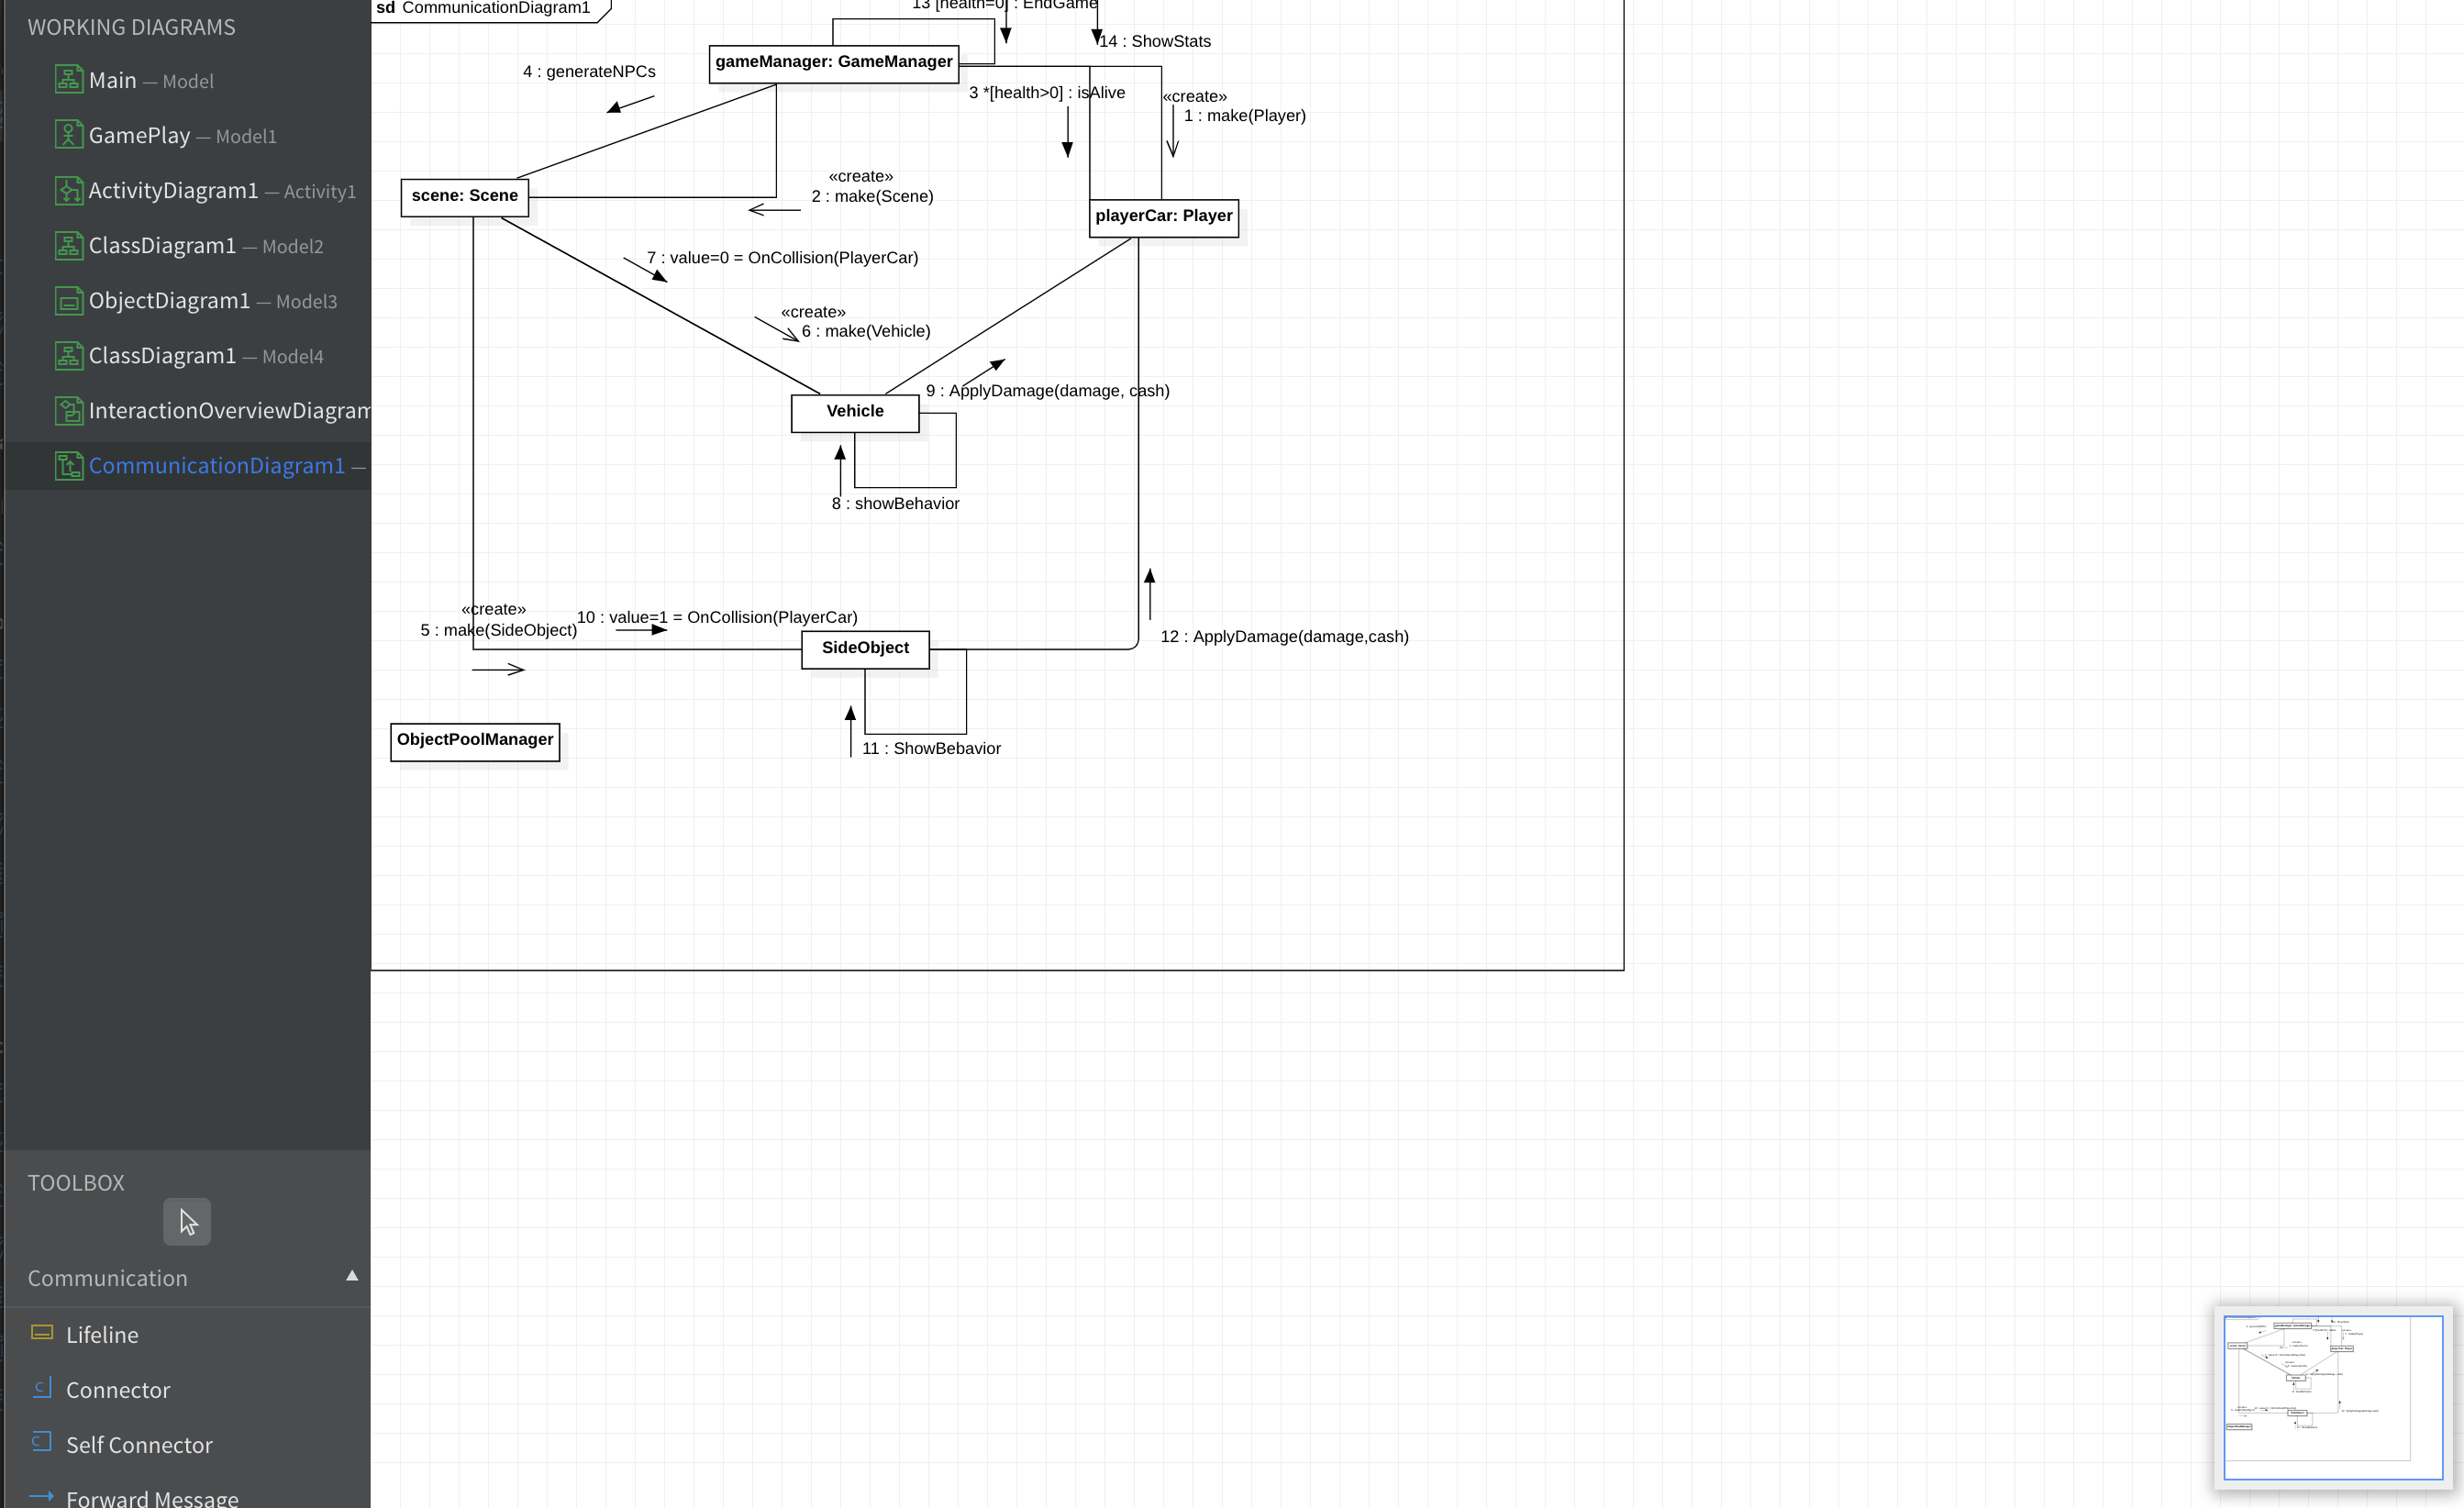 WORKING DIAGRAMS
Main — Model
GamePlay — Model1
ActivityDiagram1 — Activity1
ClassDiagram1 — Model2
ObjectDiagram1 — Model3
ClassDiagram1 — Model4
InteractionOverviewDiagram
CommunicationDiagram1 —
TOOLBOX
Communication
Lifeline
Connector
Self Connector
Forward Message
sd CommunicationDiagram1
13 [health=0] : EndGame
14 : ShowStats
gameManager: GameManager
4 : generateNPCs
3 *[health>0] : isAlive
«create»
1 : make(Player)
«create»
2 : make(Scene)
scene: Scene
playerCar: Player
7 : value=0 = OnCollision(PlayerCar)
«create»
6 : make(Vehicle)
9 : ApplyDamage(damage, cash)
Vehicle
8 : showBehavior
«create»
5 : make(SideObject)
10 : value=1 = OnCollision(PlayerCar)
SideObject
12 : ApplyDamage(damage,cash)
ObjectPoolManager
11 : ShowBebavior